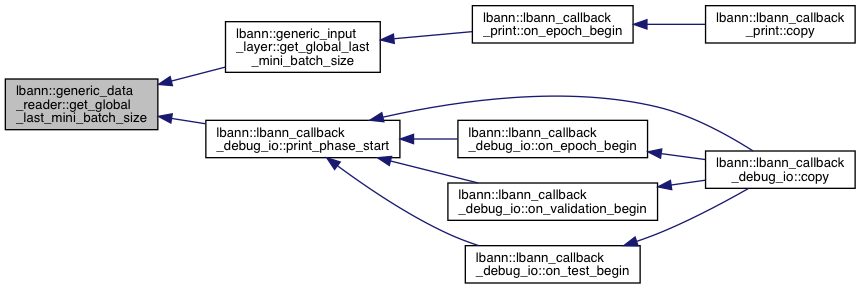 lbann::generic_data
_reader::get_global
_last_mini_batch_size
lbann::generic_input
_layer::get_global_last
_mini_batch_size
lbann::lbann_callback
_print::on_epoch_begin
lbann::lbann_callback
_print::copy
lbann::lbann_callback
_debug_io::print_phase_start
lbann::lbann_callback
_debug_io::on_epoch_begin
lbann::lbann_callback
_debug_io::on_validation_begin
lbann::lbann_callback
_debug_io::on_test_begin
lbann::lbann_callback
_debug_io::copy